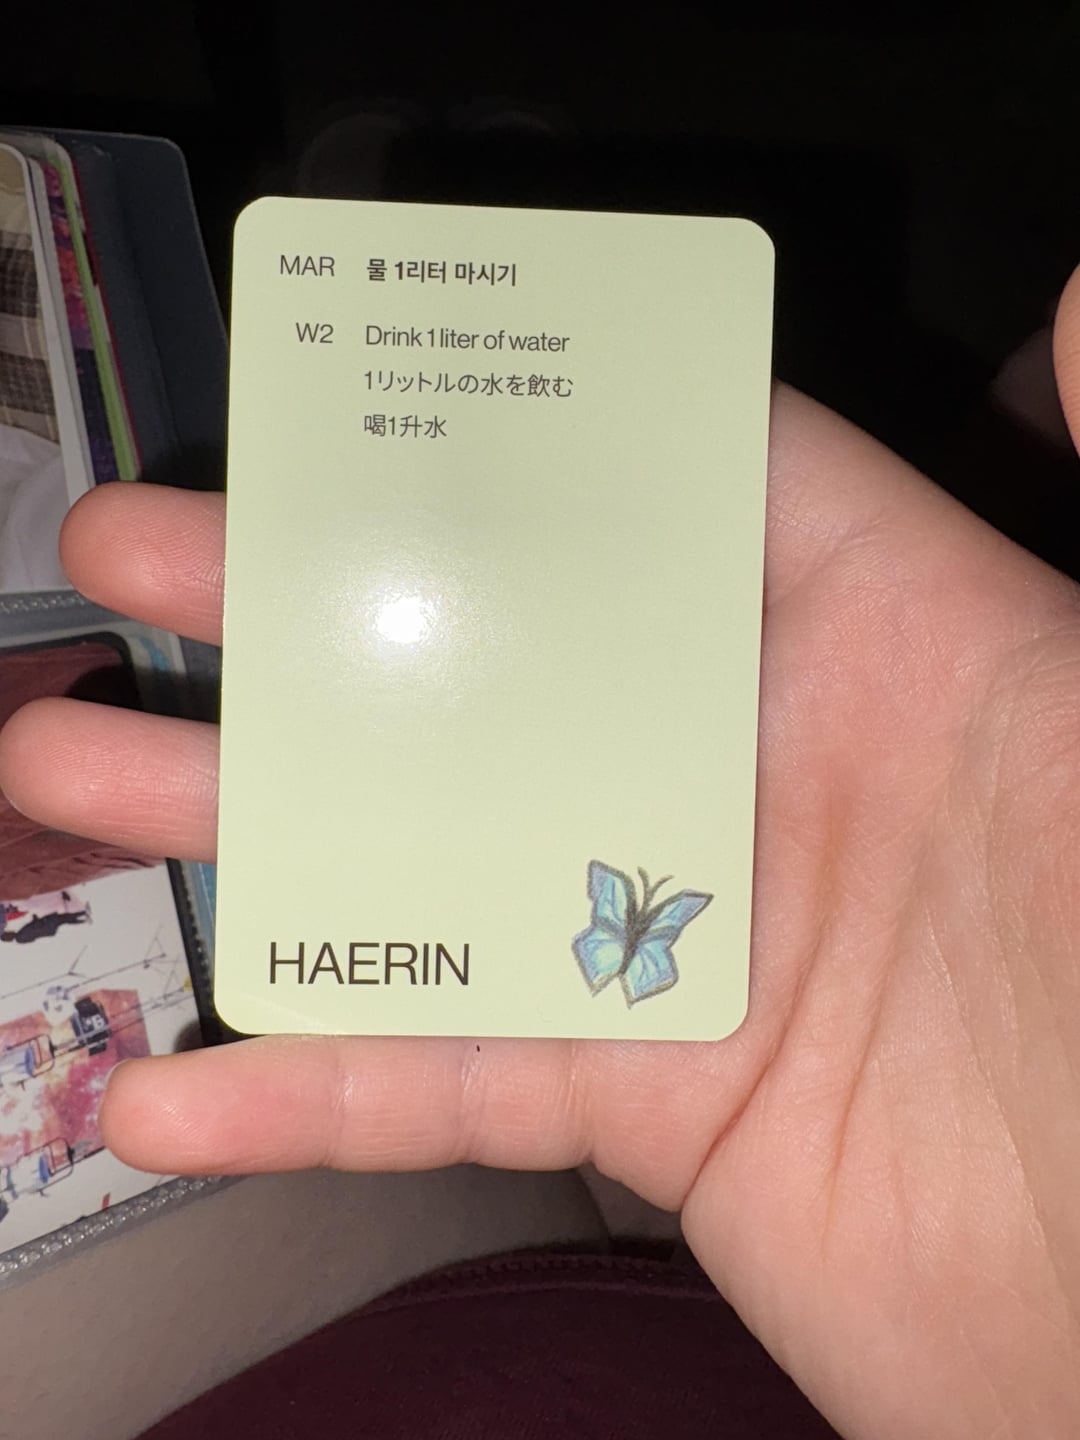 MAR 물 1리터 마시기
W2 Drink 1 liter of water
1リットルの水を飲む
喝1升水
HAERIN